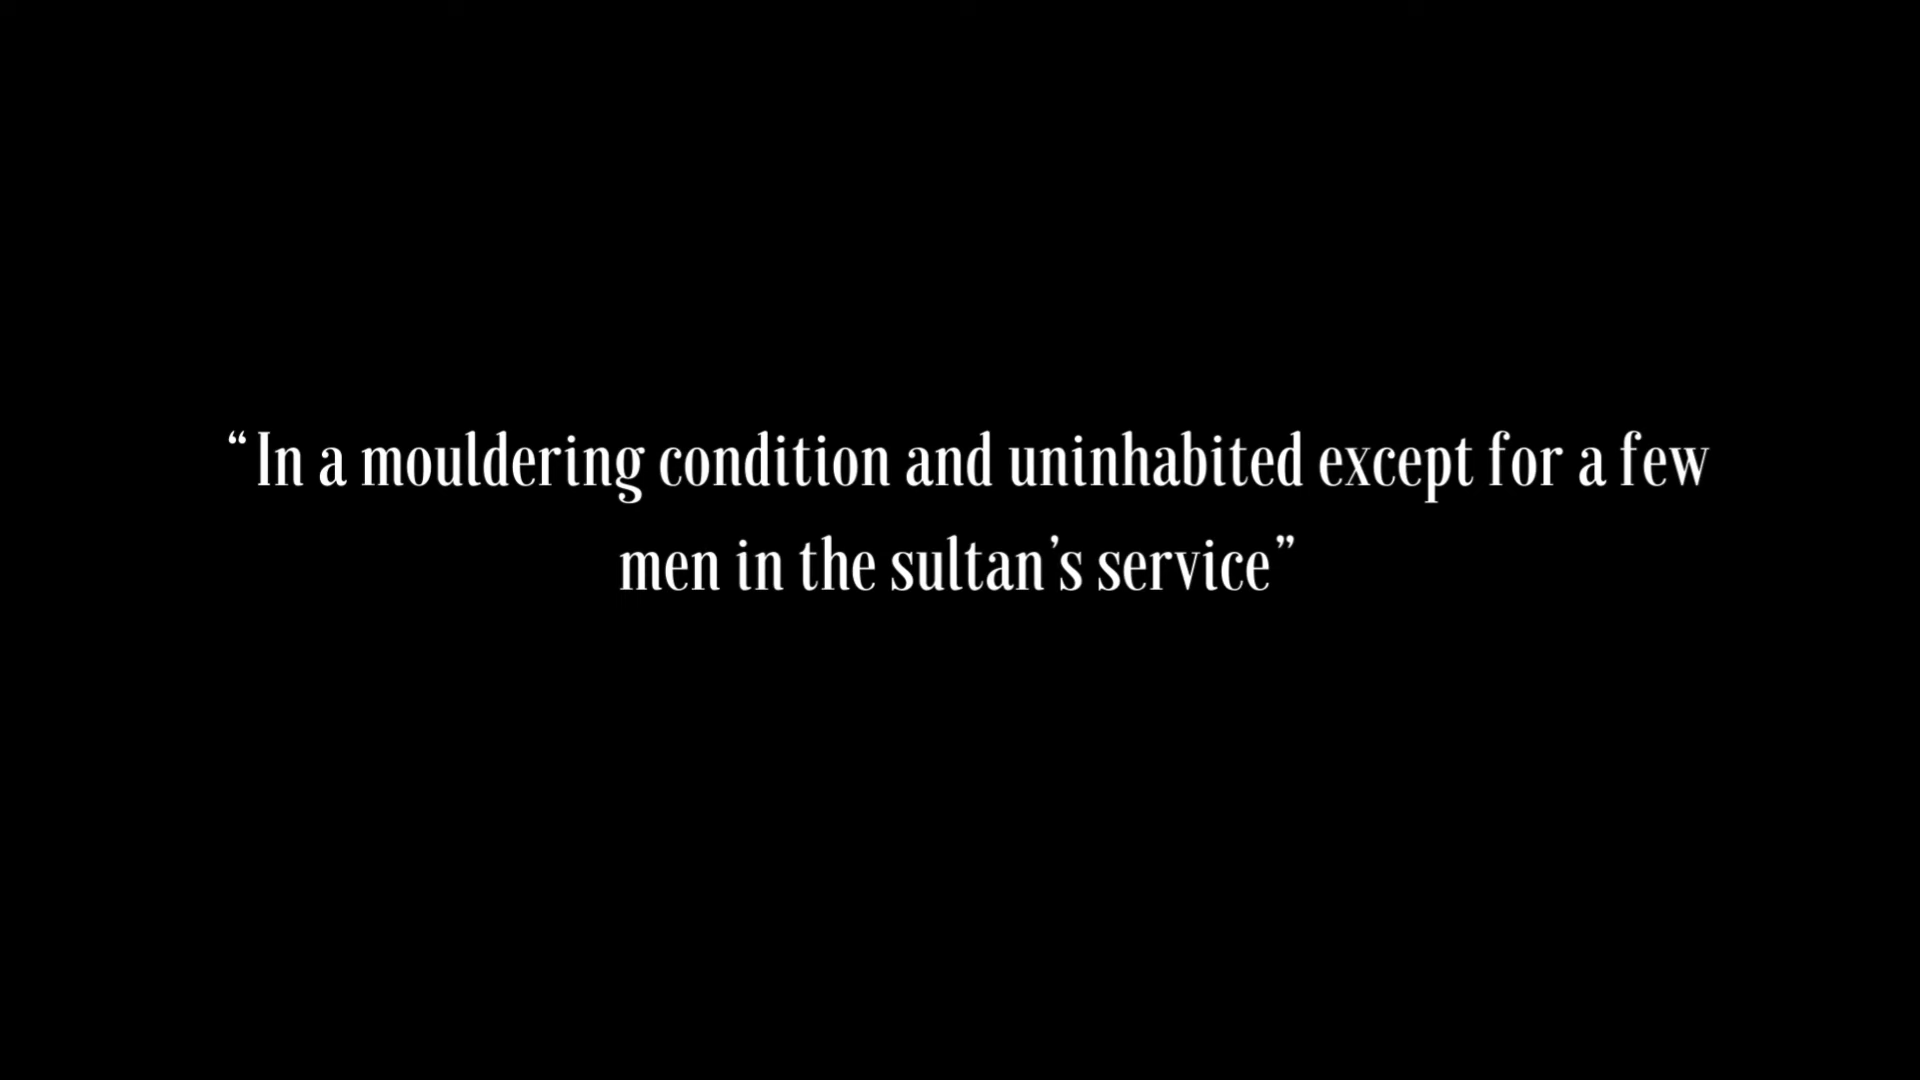 “In a mouldering condition and uninhabited except for a few
men in the sultan’s service”